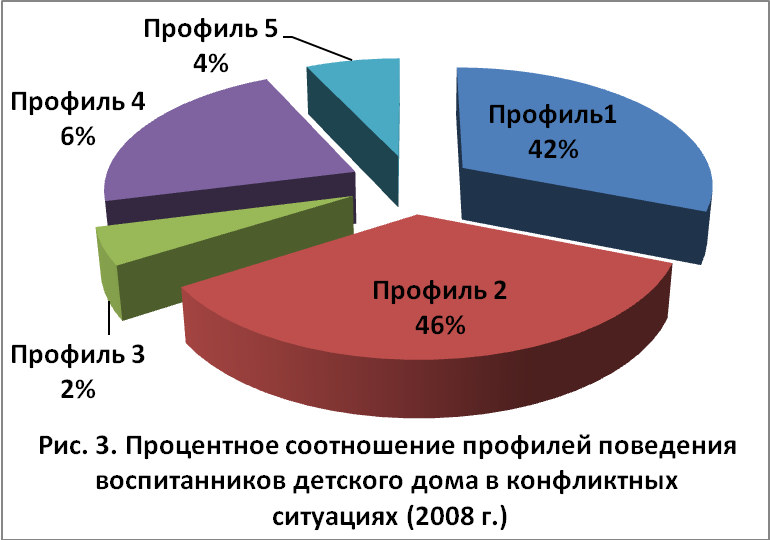 Профиль 5
4%
Профиль 4
6%
Профиль1
42%
Профиль 2
46%
Профиль 3
2%
Рис. 3. Процентное соотношение профилей поведения
воспитанников детского дома в конфликтных
ситуациях (2008 г.)